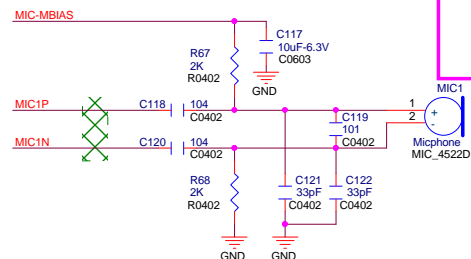 MIC-MBIAS
C117
10uF-6.3V
C0603
GND
R67
2K
R0402
MIC1
MIC1P
C118
104
C0402
1
2
+
-
C119
101
C0402
MIC1N
C120
104
C0402
Micphone
MIC_4522D
R68
2K
R0402
C121
33pF
C0402
C122
33pF
C0402
GND
GND